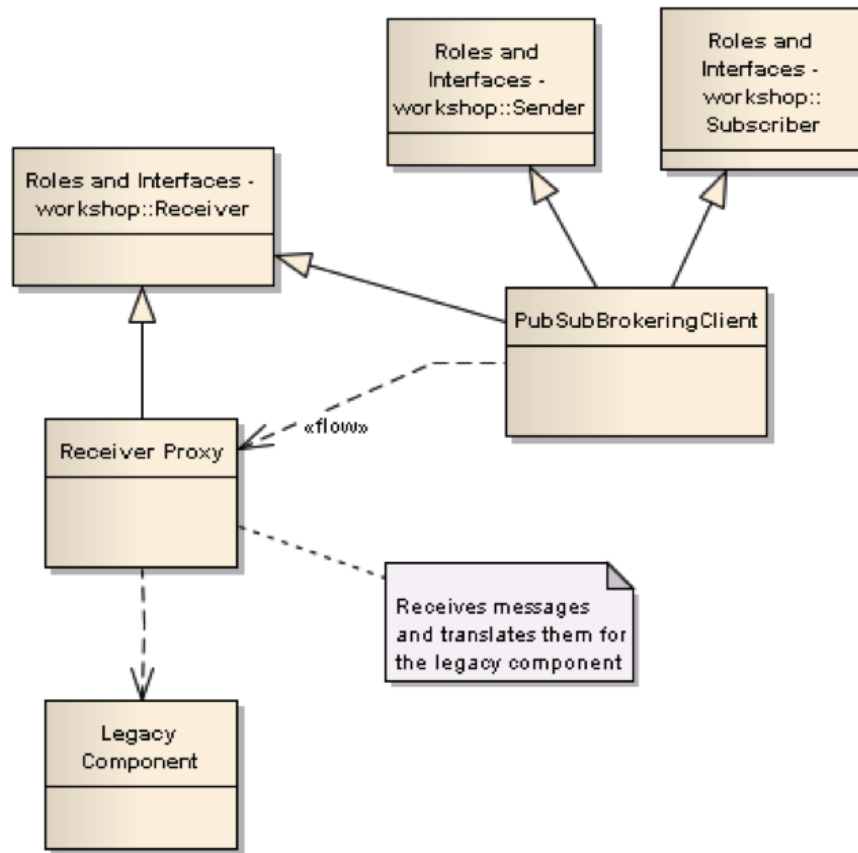 Roles and
Interfaces -
workshop::Sender
Roles and
Interfaces -
workshop::
Subscriber
Roles and Interfaces -
workshop::Receiver
PubSubBrokeringClient
«flow»
Receiver Proxy
Receives messages
and translates them for
the legacy component
Legacy
Component